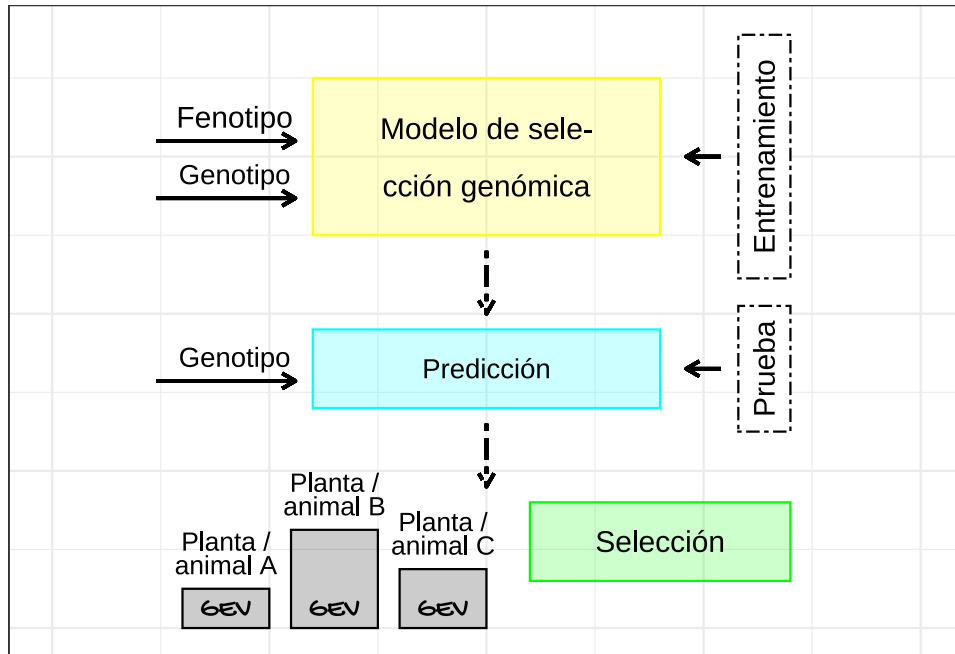 Fenotipo
Genotipo
Modelo de sele-
cción genómica
Entrenamiento
Genotipo
Predicción
Prueba
Planta /
animal A
Planta /
animal B
Planta /
animal C
GEV
GEV
GEV
Selección